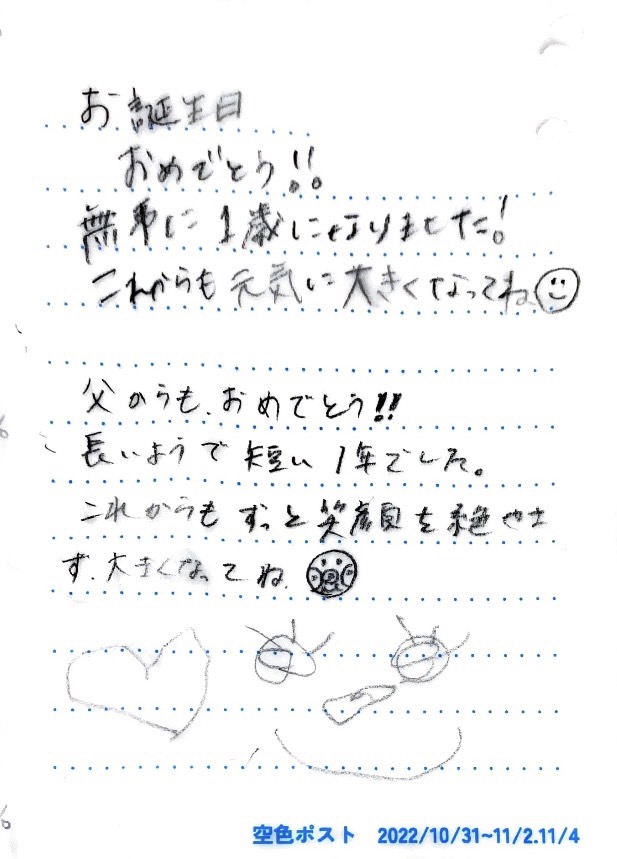 お誕生日
おめでとう!!
無事に1歳になりました!
これからも元気に大きくなってね
父からも、おめでとう!!
長いようで短い1年でした。
これからもずっと笑顔を絶やさ
ず、大きくなってね
空色ポスト 2022/10/31~11/2.11/4